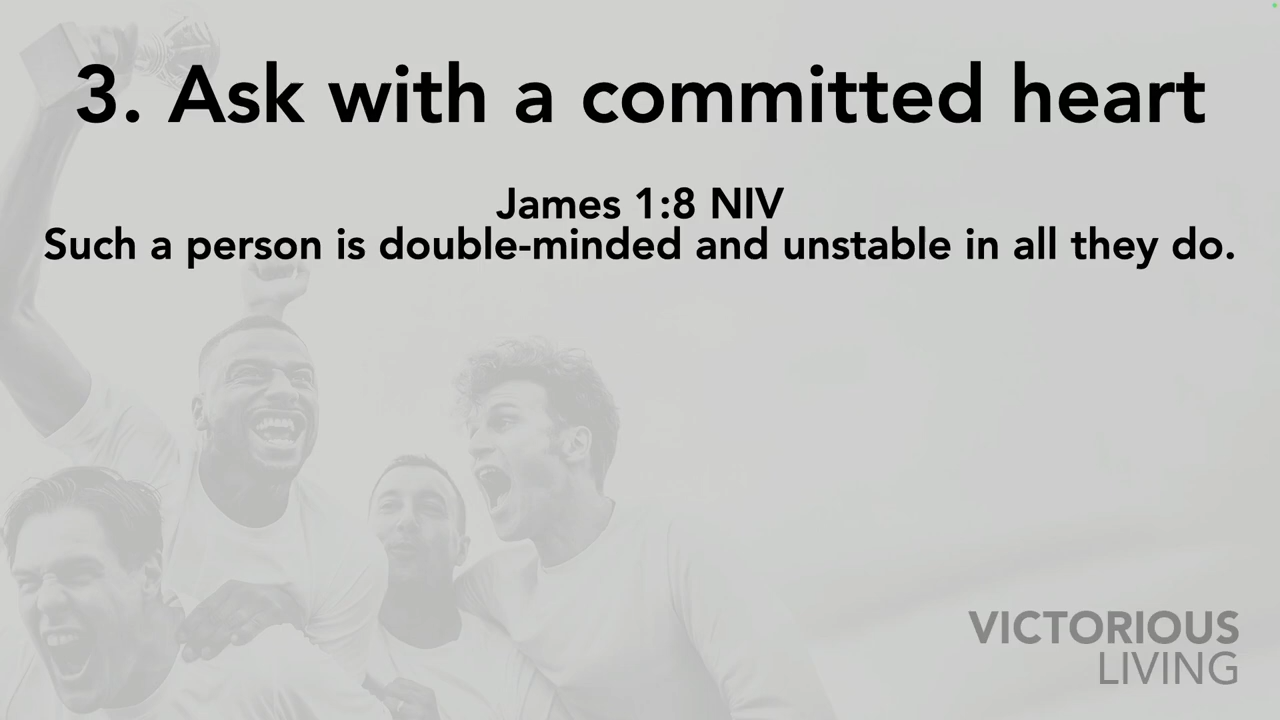 3. Ask with a committed heart
James 1:8 NIV
Such a person is double-minded and unstable in all they do.
VICTORIOUS
LIVING